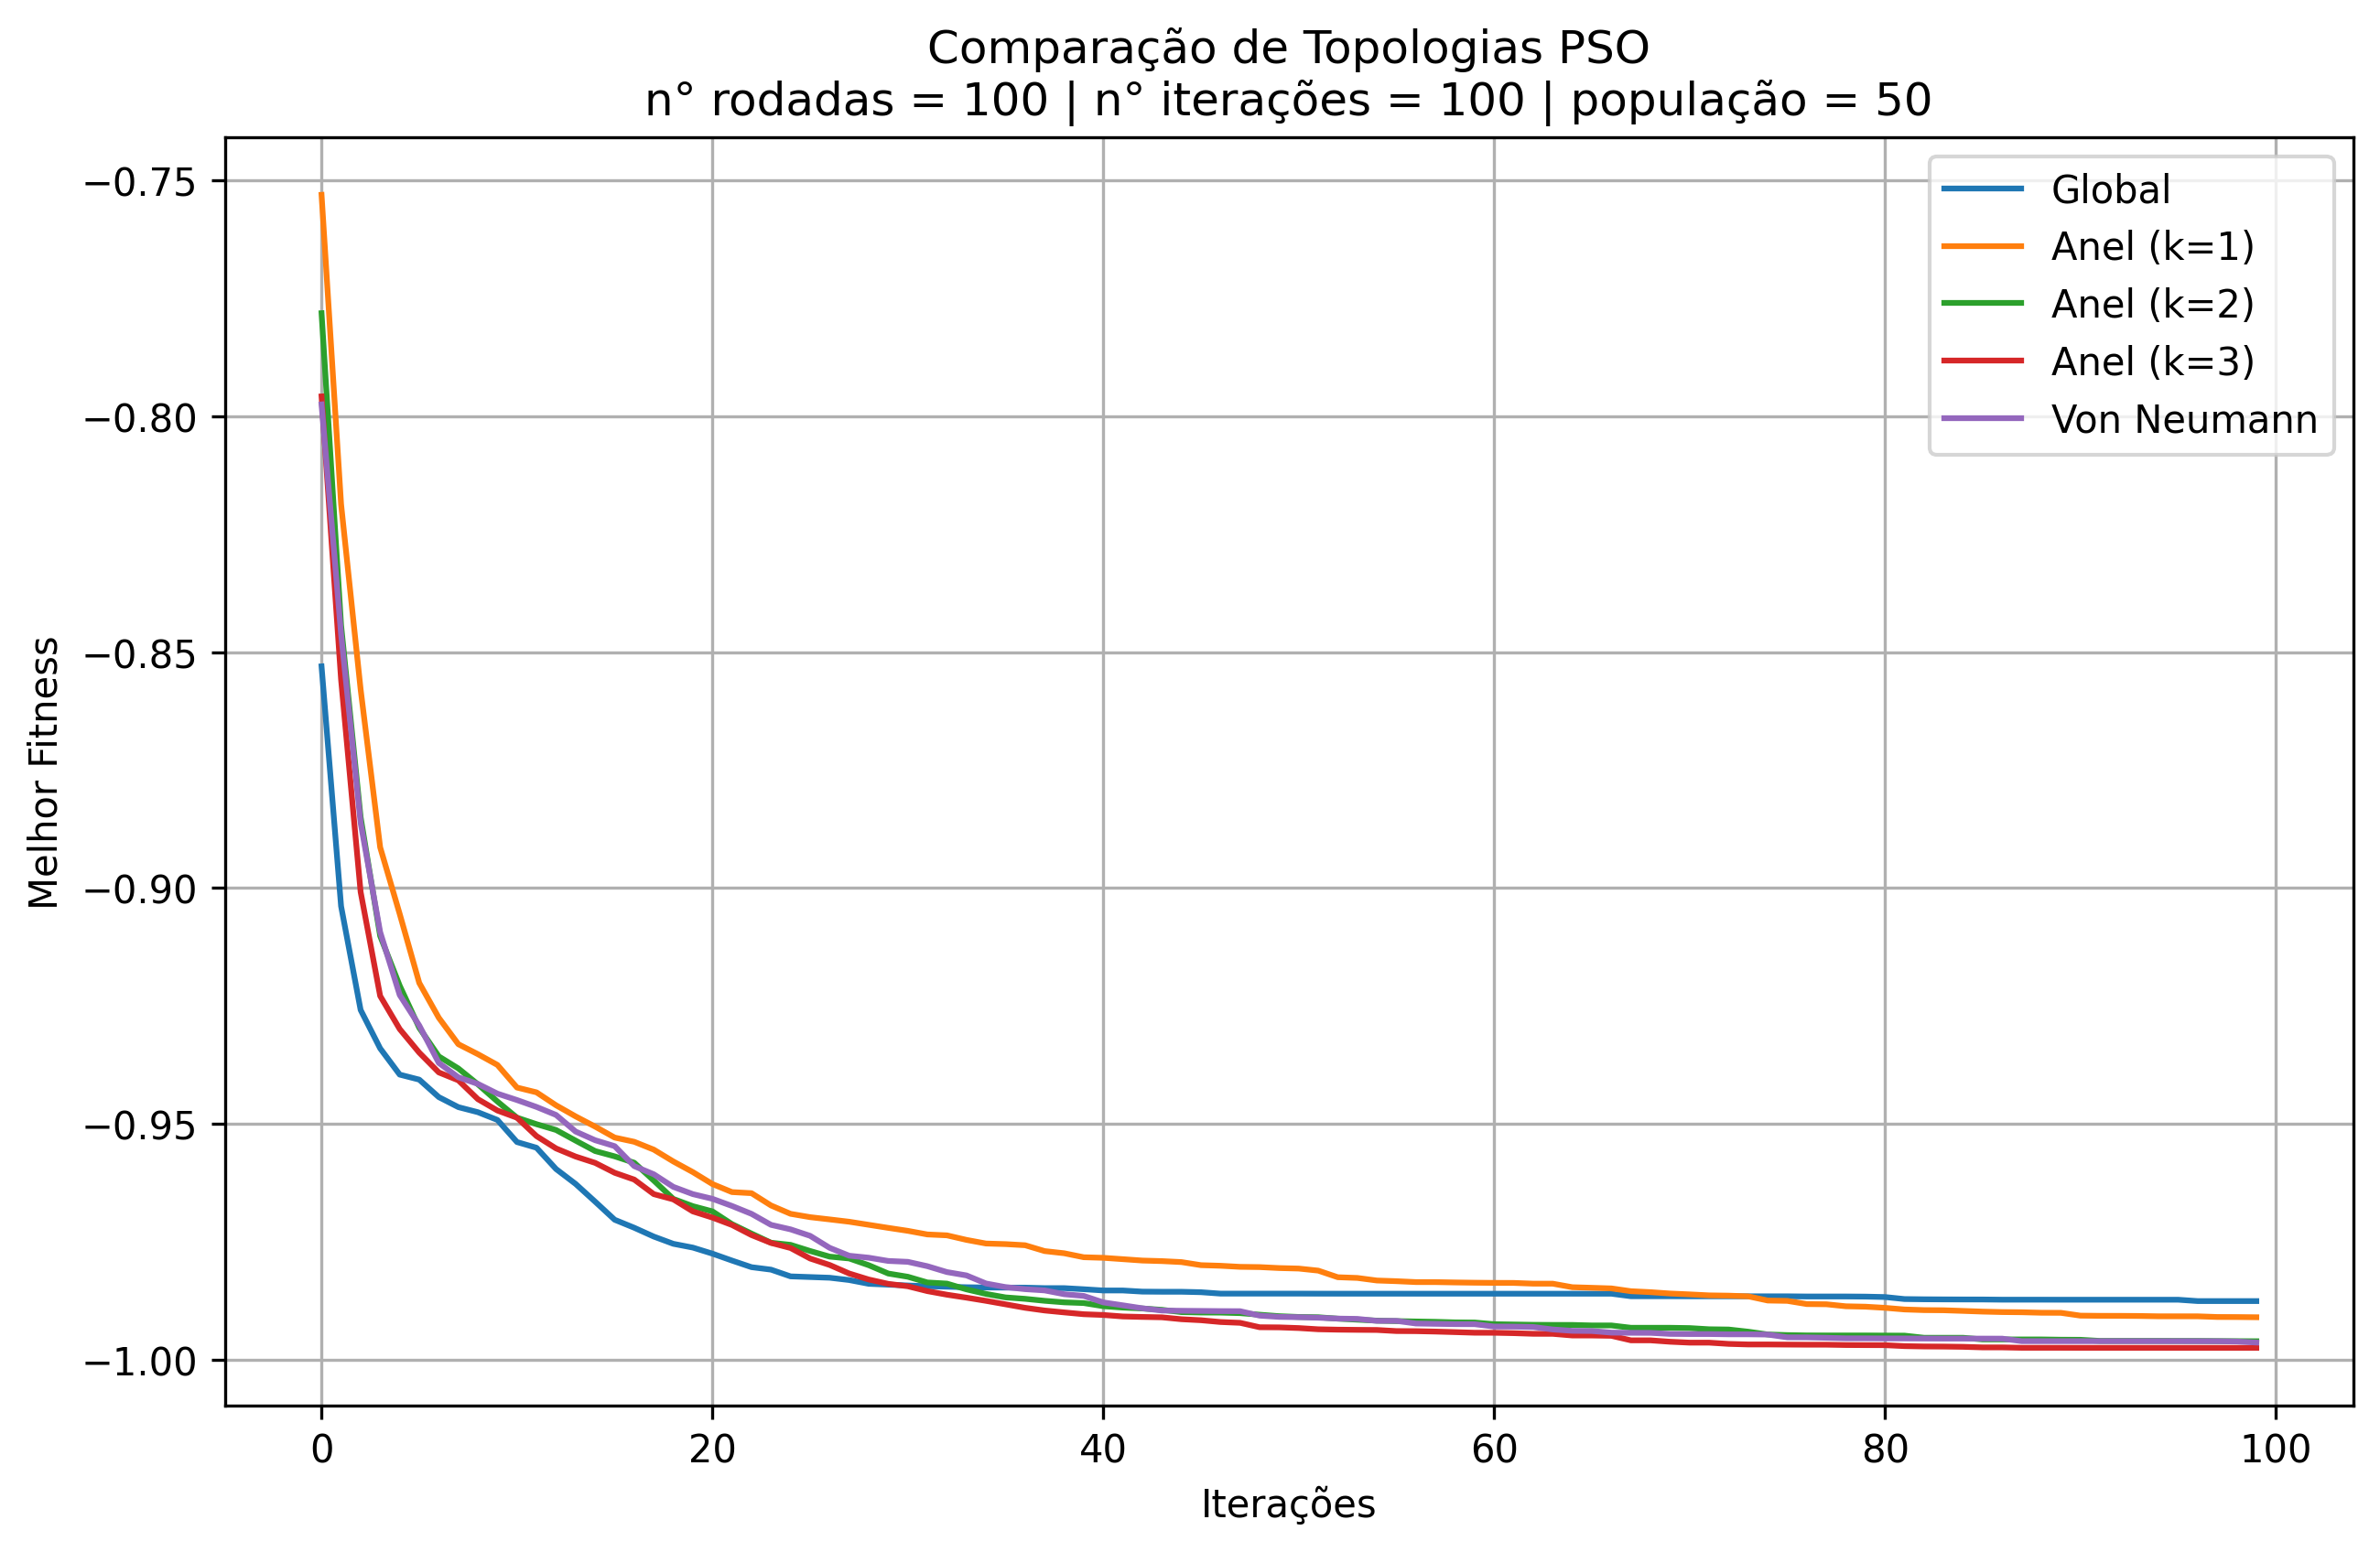 Comparação de Topologias PSO
n° rodadas = 100 | n° iterações = 100 | população = 50
Melhor Fitness
−0.75
−0.80
−0.85
−0.90
−0.95
−1.00
Global
Anel (k=1)
Anel (k=2)
Anel (k=3)
Von Neumann
0 20 40 60 80 100
Iterações